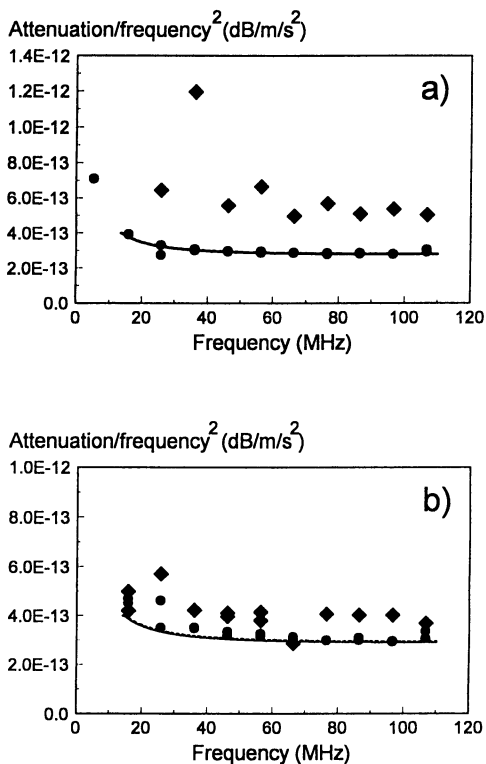 Attenuation/frequency² (dB/m/s²)
1.4E-12
a)
1.2E-12
1.0E-12
8.0E-13
6.0E-13
4.0E-13
2.0E-13
0.0
0 20 40 60 80 100 120
Frequency (MHz)
Attenuation/frequency² (dB/m/s²)
1.0E-12
b)
8.0E-13
6.0E-13
4.0E-13
2.0E-13
0.0
0 20 40 60 80 100 120
Frequency (MHz)